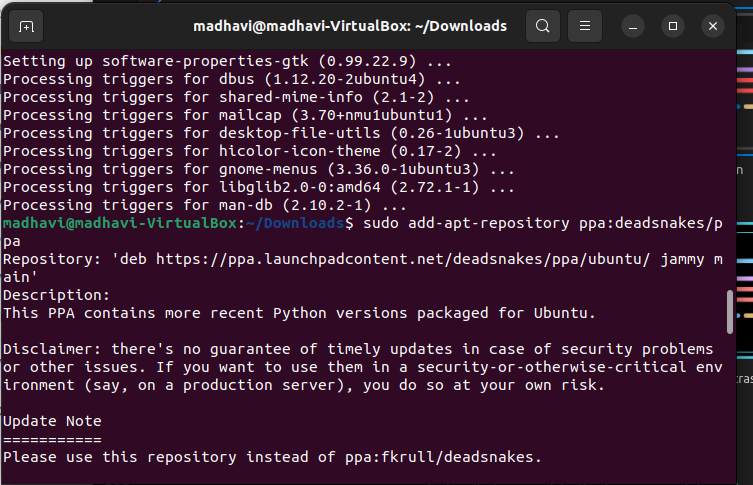 madhavi@madhavi-VirtualBox: ~/Downloads
Setting up software-properties-gtk (0.99.22.9) ...
Processing triggers for dbus (1.12.20-2ubuntu4) ...
Processing triggers for shared-mime-info (2.1-2) ...
Processing triggers for mailcap (3.70+nmu1ubuntu1) ...
Processing triggers for desktop-file-utils (0.26-1ubuntu3) ...
Processing triggers for hicolor-icon-theme (0.17-2) ...
Processing triggers for gnome-menus (3.36.0-1ubuntu3) ...
Processing triggers for libglib2.0-0:amd64 (2.72.1-1) ...
Processing triggers for man-db (2.10.2-1) ...
madhavi@madhavi-VirtualBox:~/Downloads$ sudo add-apt-repository ppa:deadsnakes/p
pa
Repository: 'deb https://ppa.launchpadcontent.net/deadsnakes/ppa/ubuntu/ jammy m
ain'
Description:
This PPA contains more recent Python versions packaged for Ubuntu.
Disclaimer: there's no guarantee of timely updates in case of security problems
or other issues. If you want to use them in a security-or-otherwise-critical env
ironment (say, on a production server), you do so at your own risk.
Update Note
===========
Please use this repository instead of ppa:fkrull/deadsnakes.